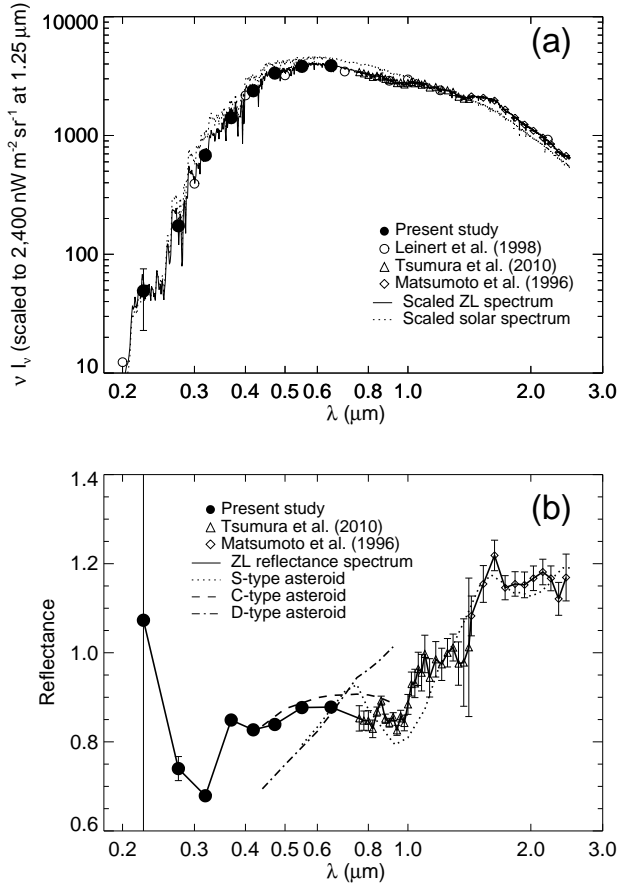 (a)
ν Iν (scaled to 2,400 nW m-2 sr-1 at 1.25 μm)
10000
1000
100
10
Present study
Leinert et al. (1998)
Tsumura et al. (2010)
Matsumoto et al. (1996)
Scaled ZL spectrum
Scaled solar spectrum
0.2 0.3 0.4 0.5 0.6 0.8 1.0 2.0 3.0
λ (μm)
(b)
Reflectance
1.4
1.2
1.0
0.8
0.6
Present study
Tsumura et al. (2010)
Matsumoto et al. (1996)
ZL reflectance spectrum
S-type asteroid
C-type asteroid
D-type asteroid
0.2 0.3 0.4 0.5 0.6 0.8 1.0 2.0 3.0
λ (μm)